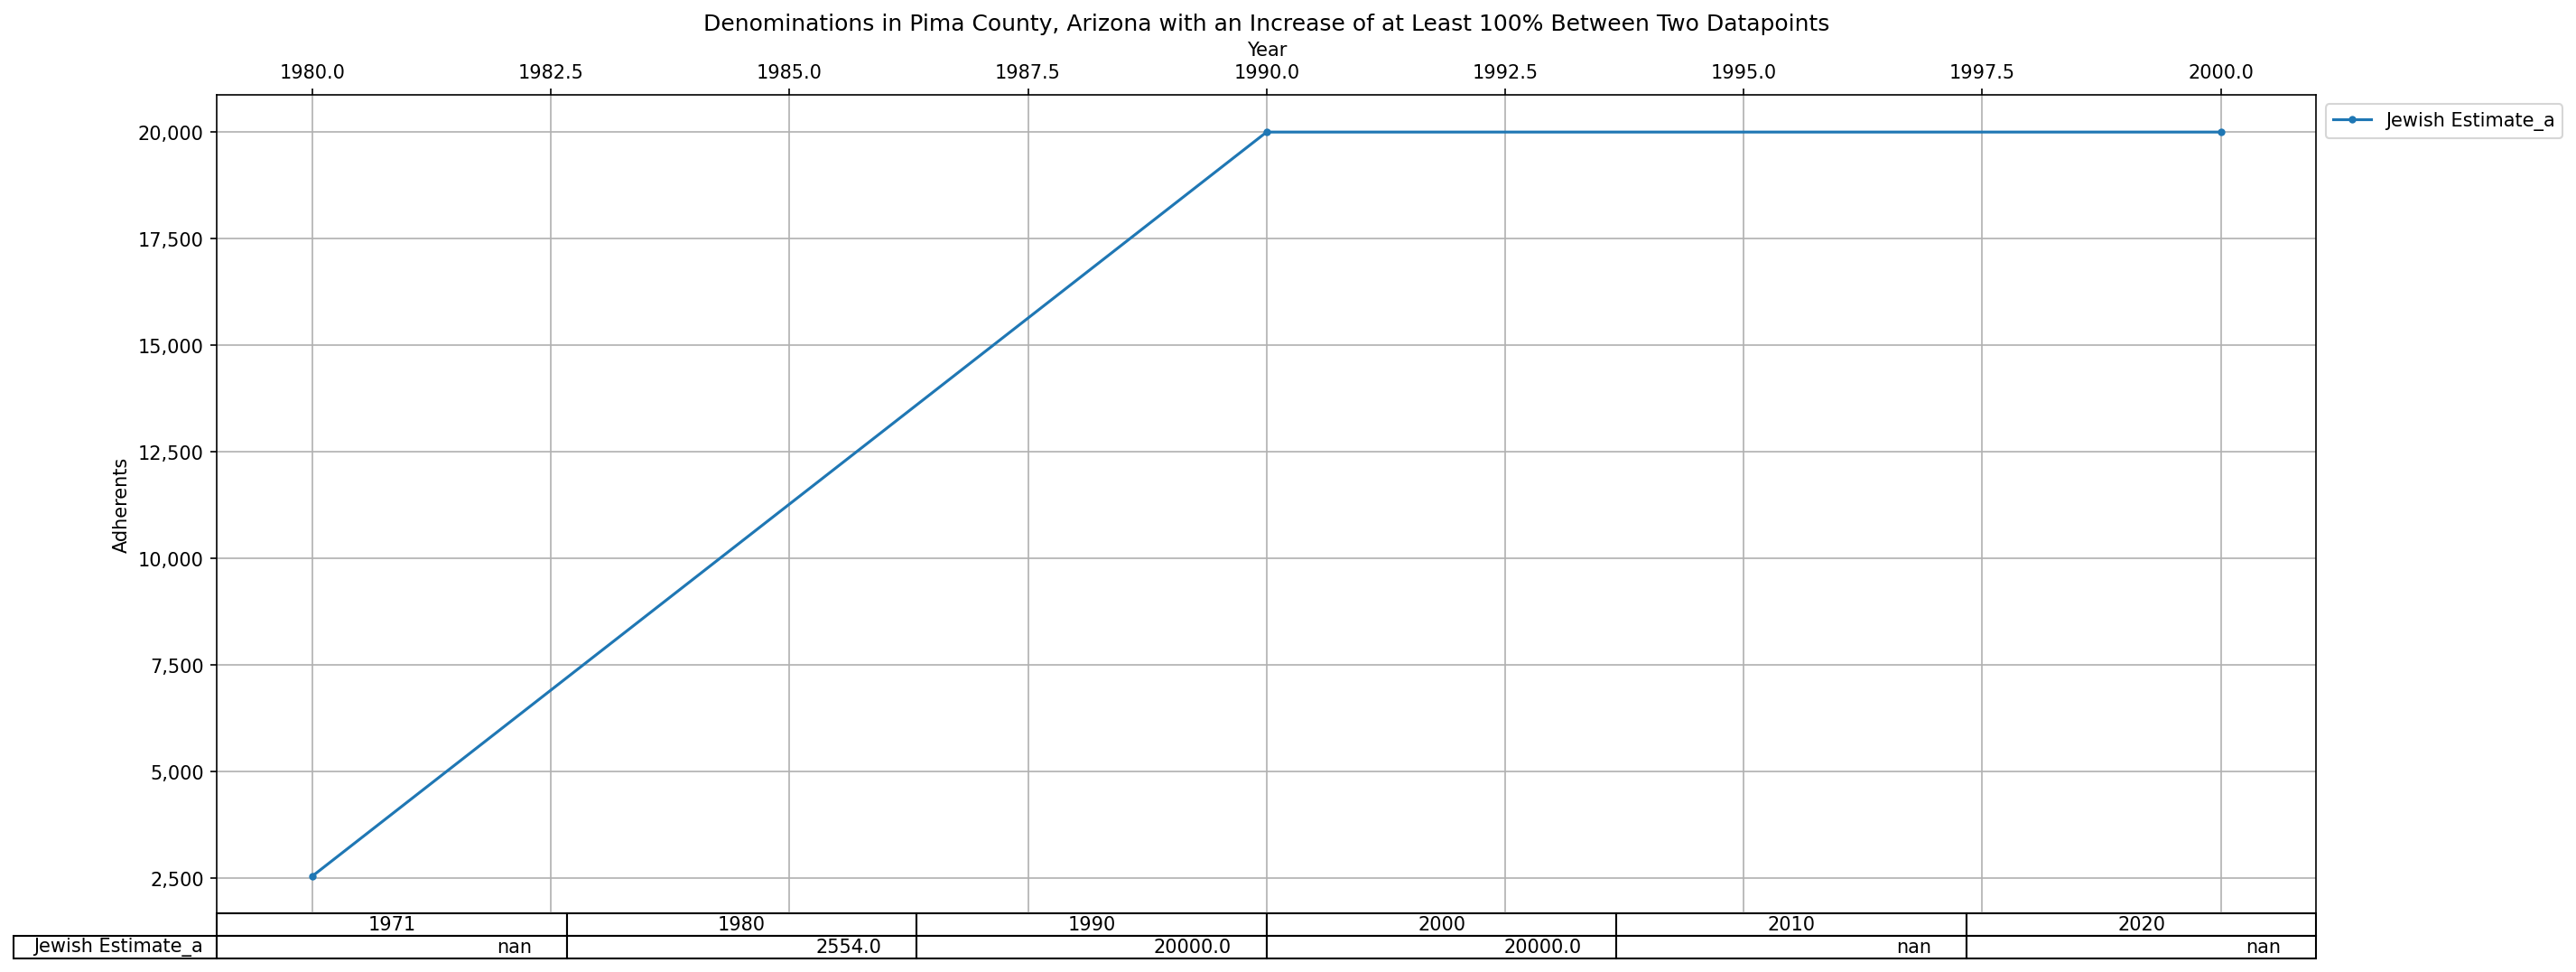 Denominations in Pima County, Arizona with an Increase of at Least 100% Between Two Datapoints
Year
1980.0 1982.5 1985.0 1987.5 1990.0 1992.5 1995.0 1997.5 2000.0
Jewish Estimate_a
20,000
17,500
15,000
12,500
10,000
7,500
5,000
2,500
Adherents
1971 1980 1990 2000 2010 2020
Jewish Estimate_a nan 2554.0 20000.0 20000.0 nan nan